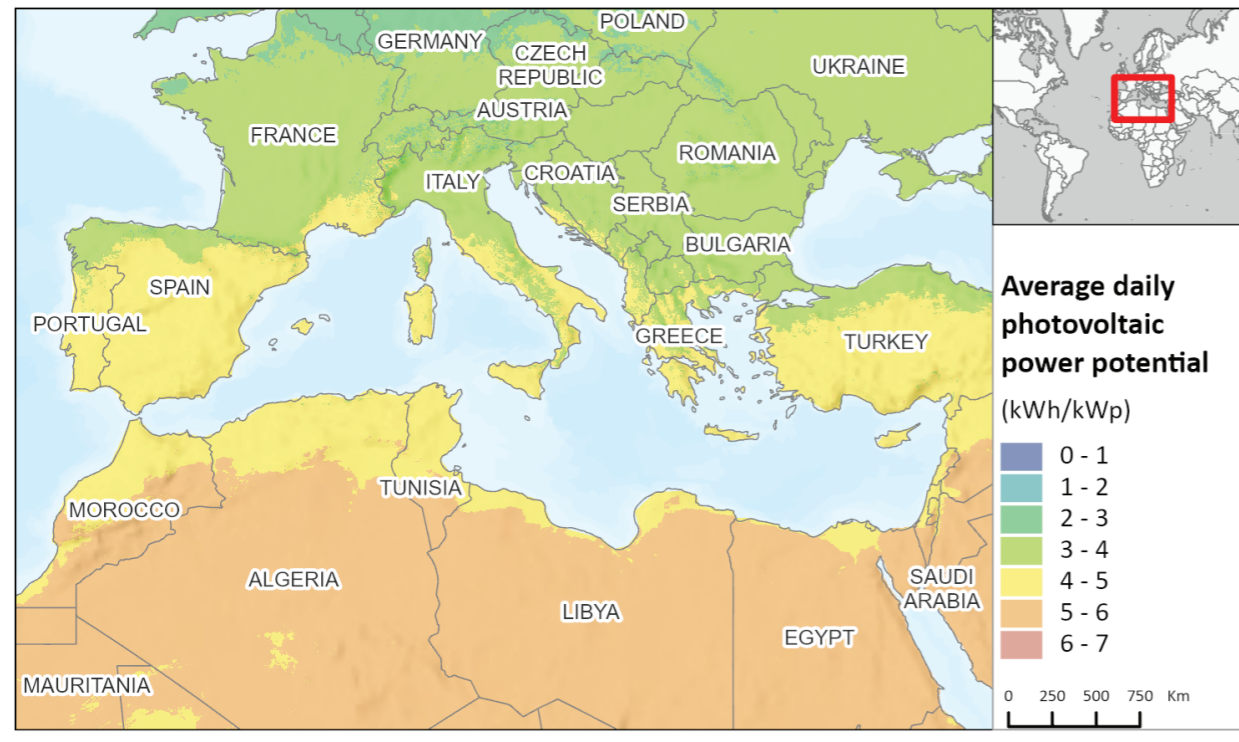 POLAND
GERMANY
CZECH
REPUBLIC
UKRAINE
AUSTRIA
FRANCE
ROMANIA
CROATIA
ITALY
SERBIA
BULGARIA
SPAIN
PORTUGAL
GREECE
TURKEY
TUNISIA
MOROCCO
ALGERIA
SAUDI
ARABIA
LIBYA
EGYPT
MAURITANIA
Average daily
photovoltaic
power potential
(kWh/kWp)
0 - 1
1 - 2
2 - 3
3 - 4
4 - 5
5 - 6
6 - 7
0 250 500 750 Km